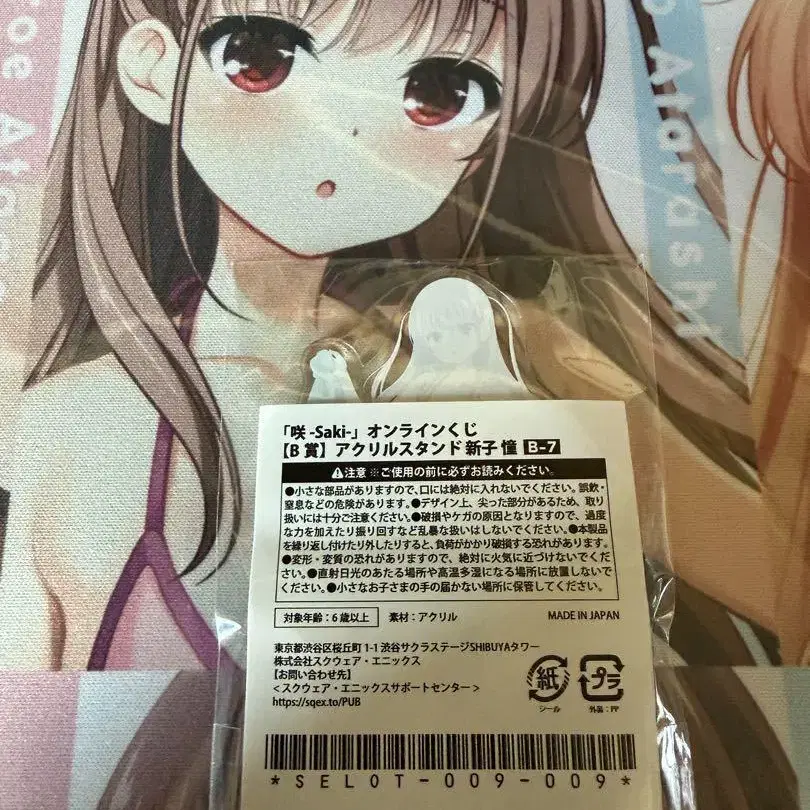 oe Ata
o Atarashi
「咲 -Saki-」オンラインくじ
【B 賞】アクリルスタンド 新子 憧 B-7
⚠注意 ※ご使用の前に必ずお読みください。
●小さな部品がありますので、口には絶対に入れないでください。誤飲・
窒息などの危険があります。●デザイン上、尖った部分があるため、取り
扱いには十分ご注意ください。●破損やケガの原因となりますので、過度
な力を加えたり振り回すなど乱暴な扱いはしないでください。●本製品
を繰り返し付けたり外したりすると、負荷がかかり破損する恐れがあります。
●変形・変質の恐れがありますので、絶対に火気に近づけないでくだ
さい。●直射日光のあたる場所や高温多湿になる場所に放置しないで
ください。●小さなお子さまの手の届かない場所に保管してください。
対象年齢：6歳以上 素材：アクリル MADE IN JAPAN
東京都渋谷区桜丘町 1-1 渋谷サクラステージSHIBUYAタワー
株式会社スクウェア・エニックス
【お問い合わせ先】
＜スクウェア・エニックスサポートセンター＞
https://sqex.to/PUB
紙
シール
プラ
外装：PP
*SEL0T-009-009*